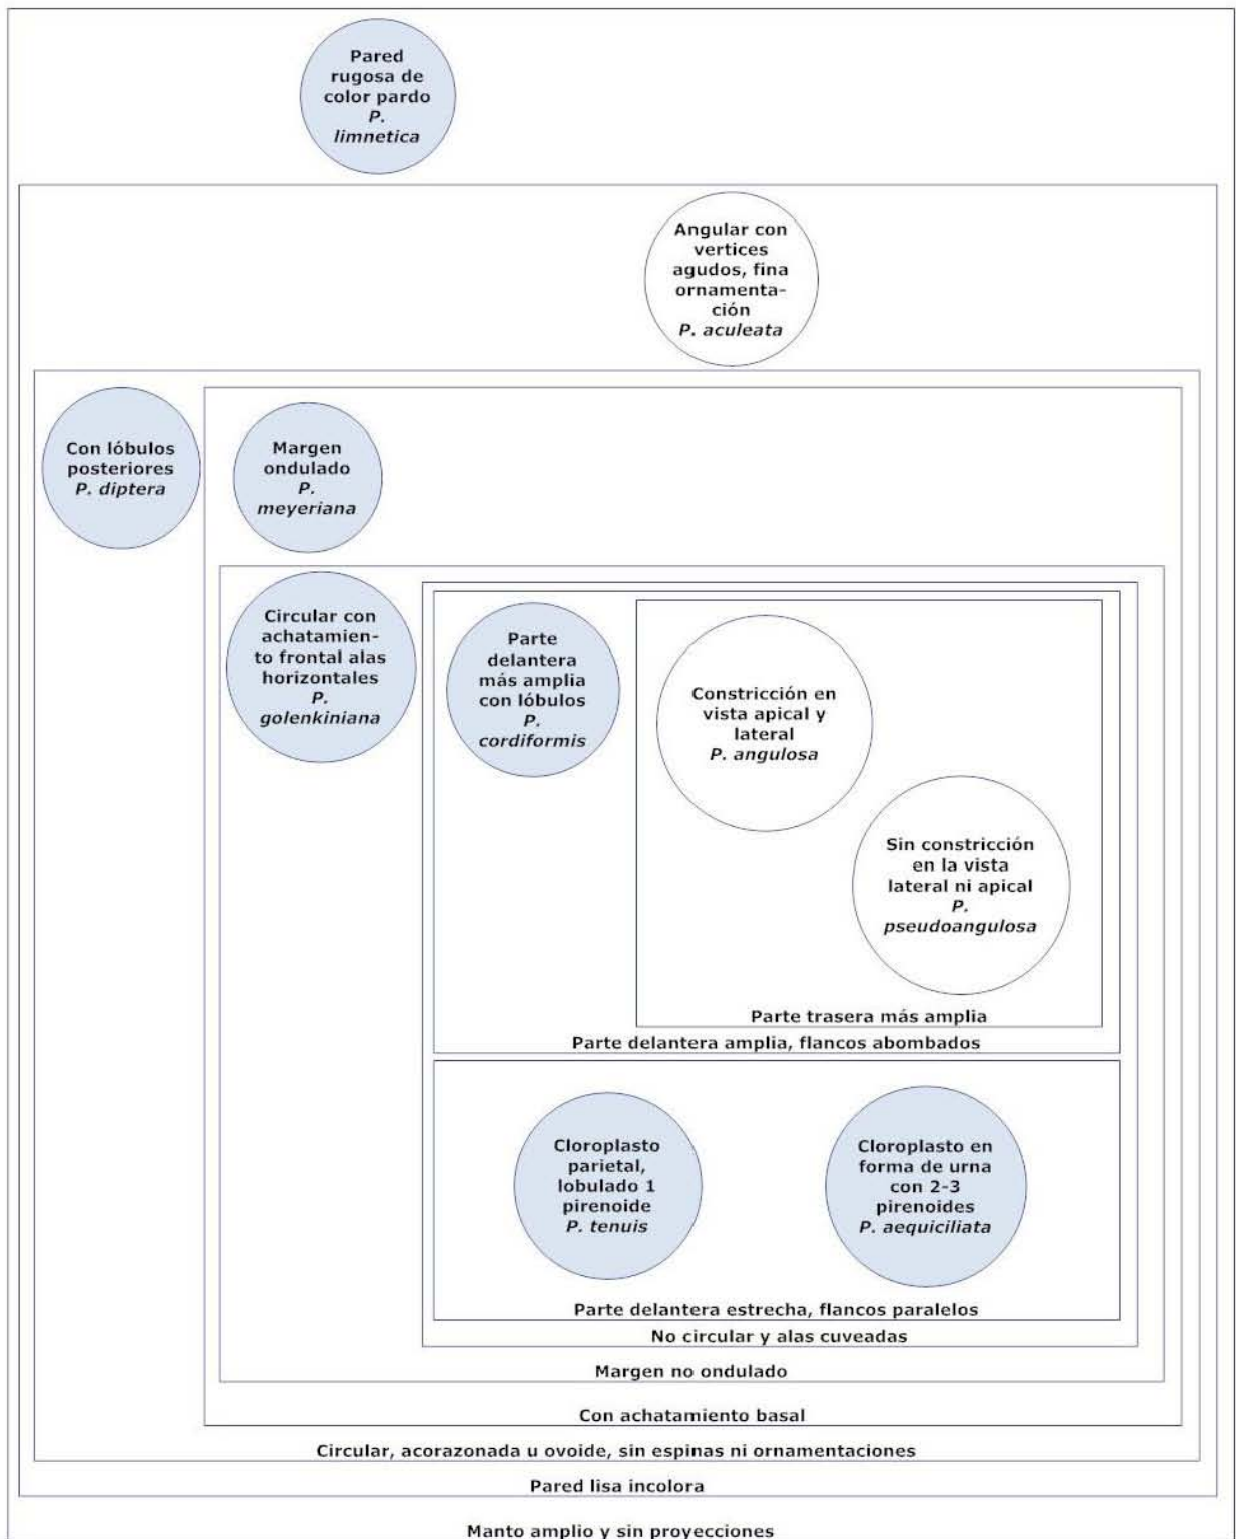 Pared
rugosa de
color pardo
P.
limnetica
Angular con
vertices
agudos, fina
ornamenta-
ción
P. aculeata
Con lóbulos
posteriores
P. diptera
Margen
ondulado
P.
meyeriana
Circular con
achatamien-
to frontal alas
horizontales
P.
golenkiniana
Parte
delantera
más amplia
con lóbulos
P.
cordiformis
Constricción en
vista apical y
lateral
P. angulosa
Sin constricción
en la vista
lateral ni apical
P.
pseudoangulosa
Parte trasera más amplia
Parte delantera amplia, flancos abombados
Cloroplasto
parietal,
lobulado 1
pirenoide
P. tenuis
Cloroplasto en
forma de urna
con 2-3
pirenoides
P. aequiciliata
Parte delantera estrecha, flancos paralelos
No circular y alas cuveadas
Margen no ondulado
Con achatamiento basal
Circular, acorazonada u ovoide, sin espinas ni ornamentaciones
Pared lisa incolora
Manto amplio y sin proyecciones